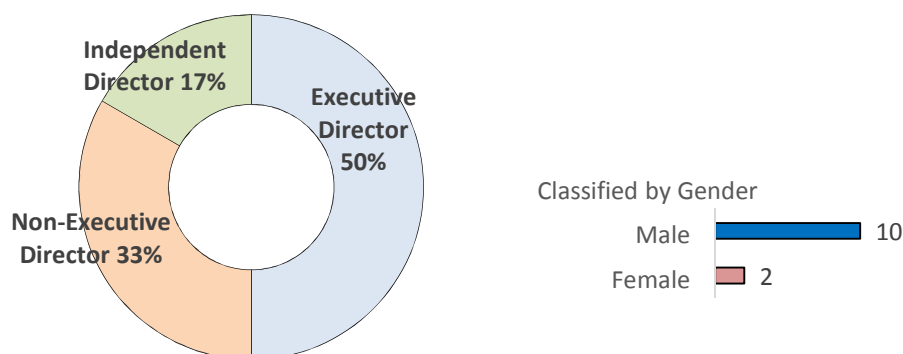 Independent
Director 17%
Executive
Director
50%
Non-Executive
Director 33%
Classified by Gender
Male 10
Female 2